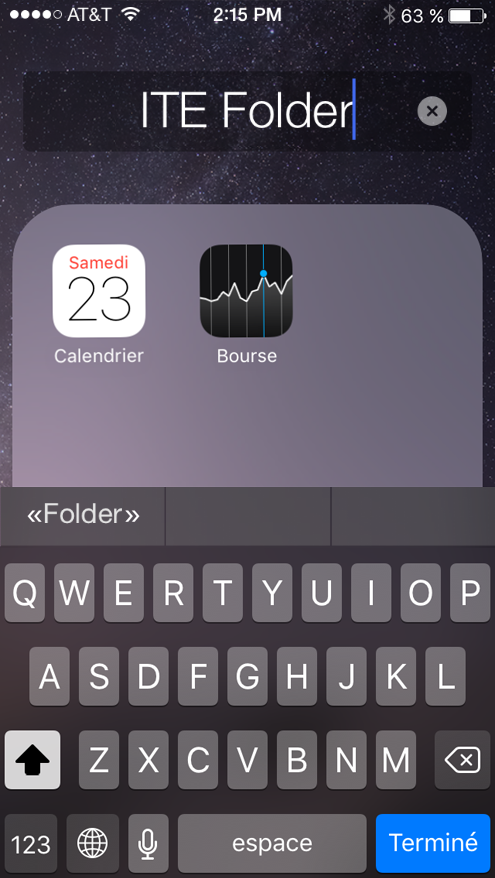 AT&T 2:15 PM 63 %
ITE Folder
Samedi
23
Calendrier Bourse
«Folder»
Q W E R T Y U I O P
A S D F G H J K L
Z X C V B N M
123 espace Terminé